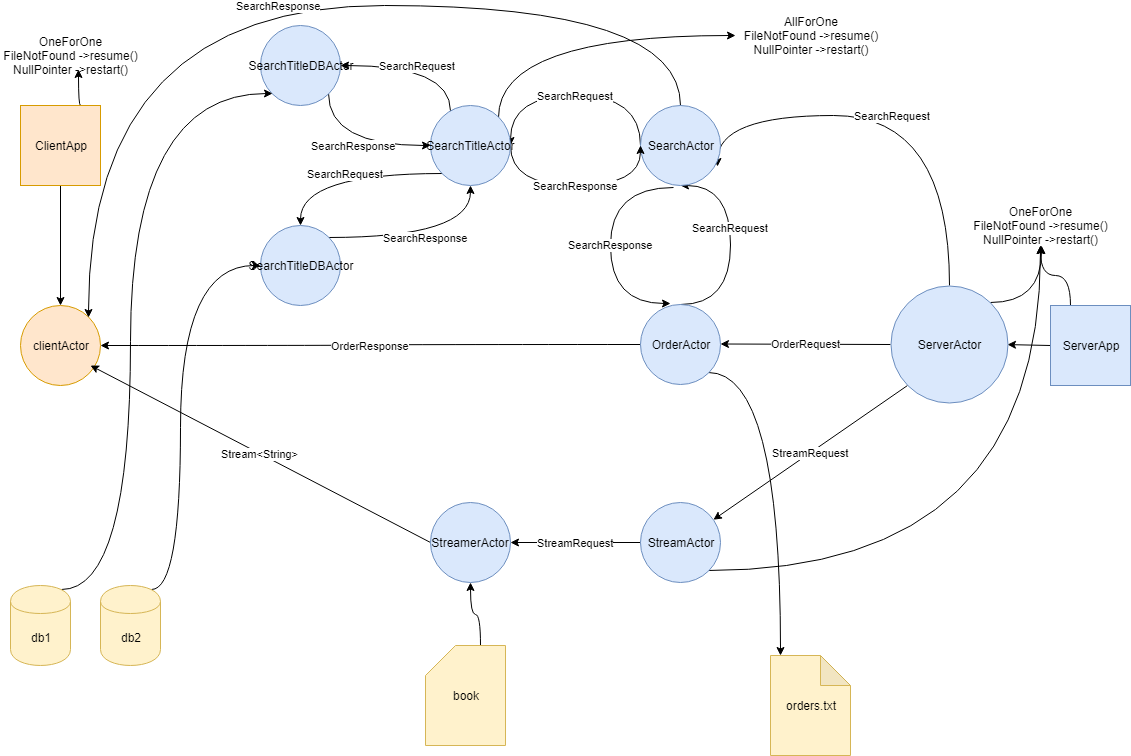 SearchResponse
AllForOne
FileNotFound ->resume()
NullPointer ->restart()
OneForOne
FileNotFound ->resume()
NullPointer ->restart()
SearchTitleDBActor
SearchRequest
SearchRequest
SearchRequest
ClientApp
SearchResponse
SearchTitleActor
SearchActor
SearchRequest
SearchResponse
OneForOne
FileNotFound ->resume()
NullPointer ->restart()
SearchResponse
SearchResponse
SearchRequest
SearchTitleDBActor
clientActor
OrderResponse
OrderActor
OrderRequest
ServerActor
ServerApp
Stream<String>
StreamRequest
StreamerActor
StreamRequest
StreamActor
db1
db2
book
orders.txt